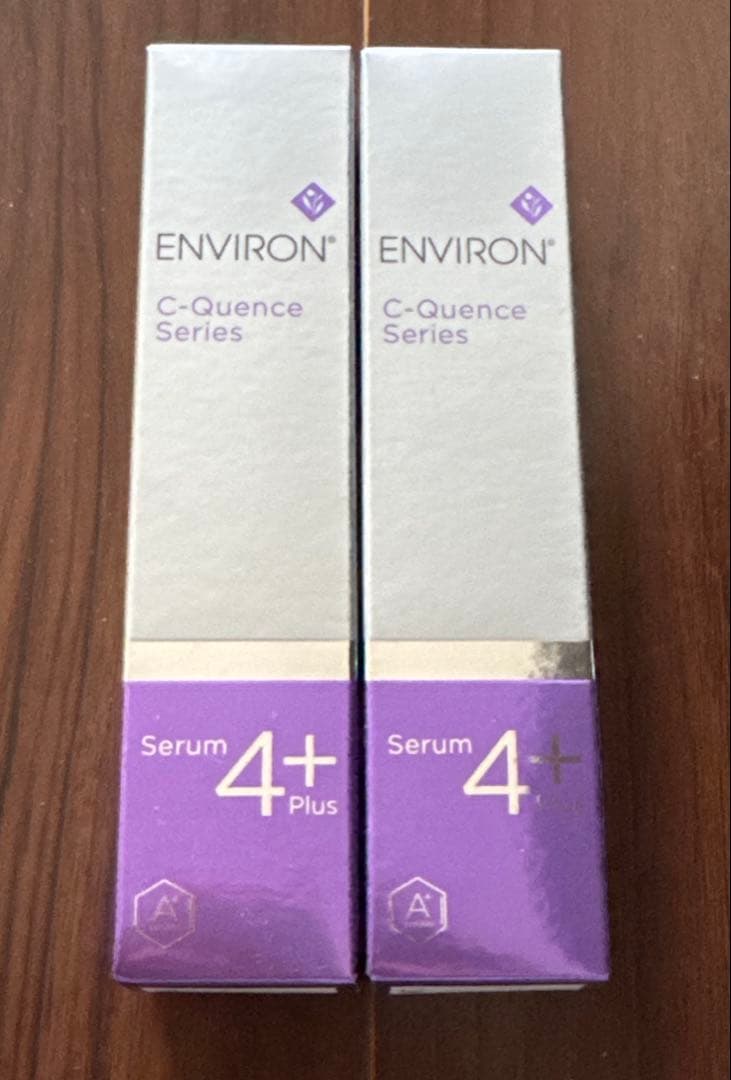 ENVIRON®
C-Quence
Series
Serum 4+
Plus
A+
ENVIRON®
C-Quence
Series
Serum 4+
A+